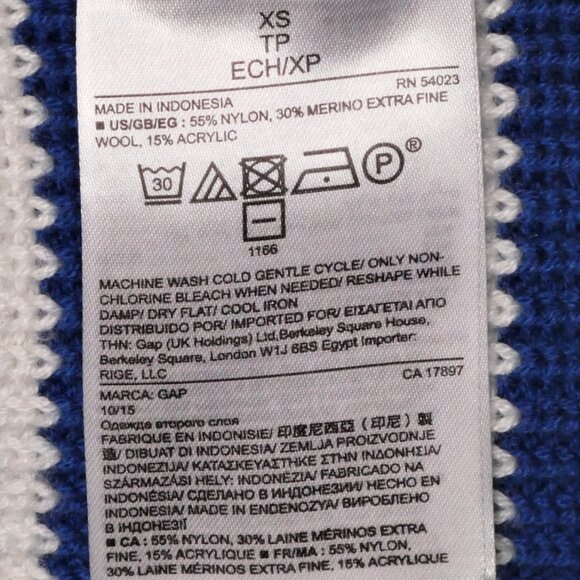 XS
TP
ECH/XP
RN 54023
MADE IN INDONESIA
■ US/GB/EG : 55% NYLON, 30% MERINO EXTRA FINE
WOOL, 15% ACRYLIC
30 P®
1166
MACHINE WASH COLD GENTLE CYCLE/ ONLY NON-
CHLORINE BLEACH WHEN NEEDED/ RESHAPE WHILE
DAMP/ DRY FLAT/ COOL IRON
DISTRIBUIDO POR/ IMPORTED FOR/ ΕΙΣΑΓΕΤΑΙ ΑΠΟ
ΤΗΝ: Gap (UK Holdings) Ltd,Berkeley Square House,
Berkeley Square, London W1J 6BS Egypt Importer:
RIGE, LLC
CA 17897
MARCA: GAP
10/15
Одежда второго слоя
FABRIQUÉ EN INDONISIE/ 印度尼西亞（印尼）製
造/ DIBUAT DI INDONESIA/ ZEMLJA PROIZVODNJE
INDONEZIJA/ ΚΑΤΑΣΚΕΥΑΣΤΗΚΕ ΣΤΗΝ ΙΝΔΟΝΗΣΙΑ/
SZÁRMAZÁSI HELY: INDONÉZIA/ FABRICADO NA
INDONÉSIA/ СДЕЛАНО В ИНДОНЕЗИИ/ HECHO EN
INDONESIA/ MADE IN ENDONEZYA/ ВИРОБЛЕНО
В ІНДОНЕЗІЇ
■ CA : 55% NYLON, 30% LAINE MÉRINOS EXTRA
FINE, 15% ACRYLIQUE ■ FR/MA : 55% NYLON,
30% LAINE MÉRINOS EXTRA FINE, 15% ACRYLIQUE